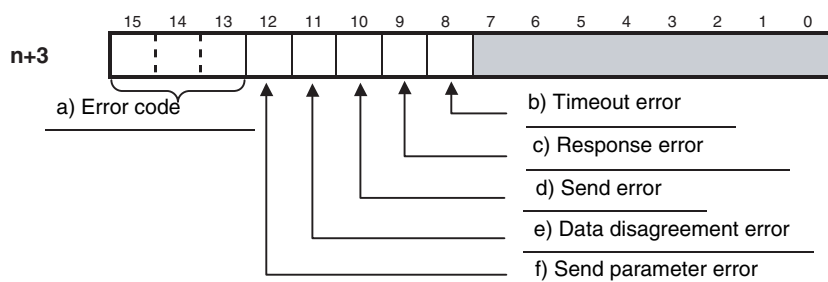 15 14 13 12 11 10 9 8 7 6 5 4 3 2 1 0
n+3
a) Error code
b) Timeout error
c) Response error
d) Send error
e) Data disagreement error
f) Send parameter error